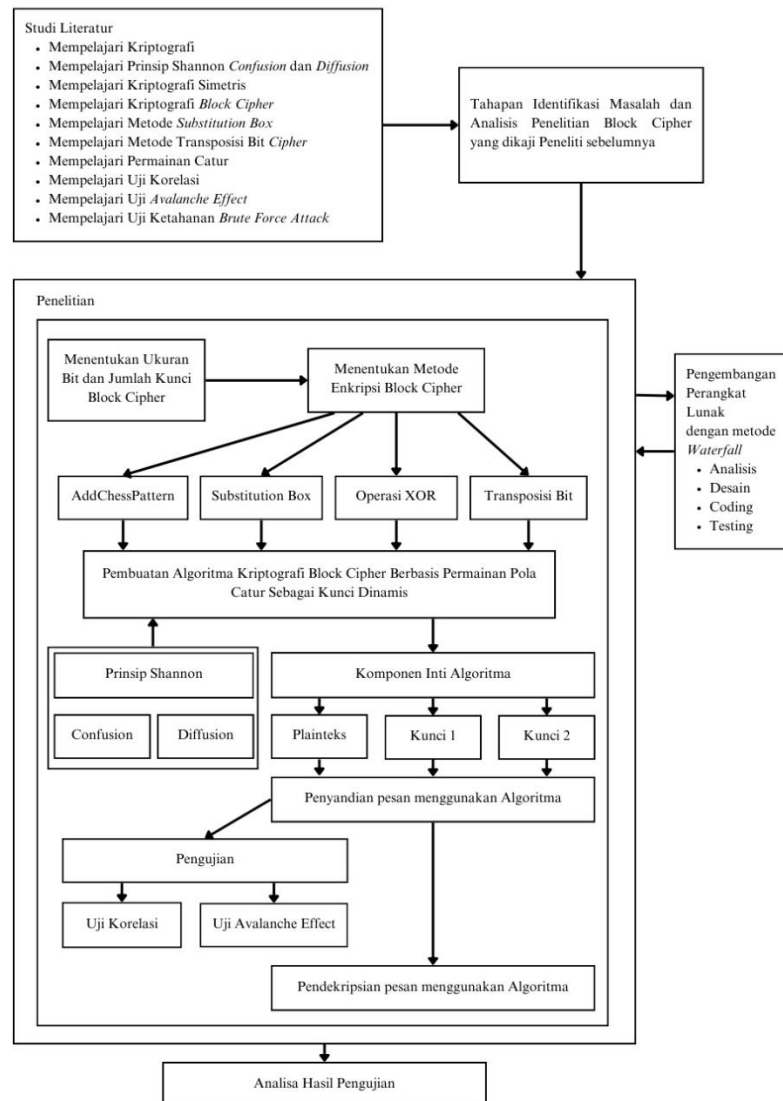 Studi Literatur
• Mempelajari Kriptografi
• Mempelajari Prinsip Shannon Confusion dan Diffusion
• Mempelajari Kriptografi Simetris
• Mempelajari Kriptografi Block Cipher
• Mempelajari Metode Substitution Box
• Mempelajari Metode Transposisi Bit Cipher
• Mempelajari Permainan Catur
• Mempelajari Uji Korelasi
• Mempelajari Uji Avalanche Effect
• Mempelajari Uji Ketahanan Brute Force Attack
Tahapan Identifikasi Masalah dan
Analisis Penelitian Block Cipher
yang dikaji Peneliti sebelumnya
Penelitian
Menentukan Ukuran
Bit dan Jumlah Kunci
Block Cipher
Menentukan Metode
Enkripsi Block Cipher
AddChessPattern
Substitution Box
Operasi XOR
Transposisi Bit
Pembuatan Algoritma Kriptografi Block Cipher Berbasis Permainan Pola
Catur Sebagai Kunci Dinamis
Prinsip Shannon
Confusion
Diffusion
Komponen Inti Algoritma
Plainteks
Kunci 1
Kunci 2
Penyandian pesan menggunakan Algoritma
Pengujian
Uji Korelasi
Uji Avalanche Effect
Pendekripsian pesan menggunakan Algoritma
Pengembangan
Perangkat
Lunak
dengan metode
Waterfall
• Analisis
• Desain
• Coding
• Testing
Analisa Hasil Pengujian